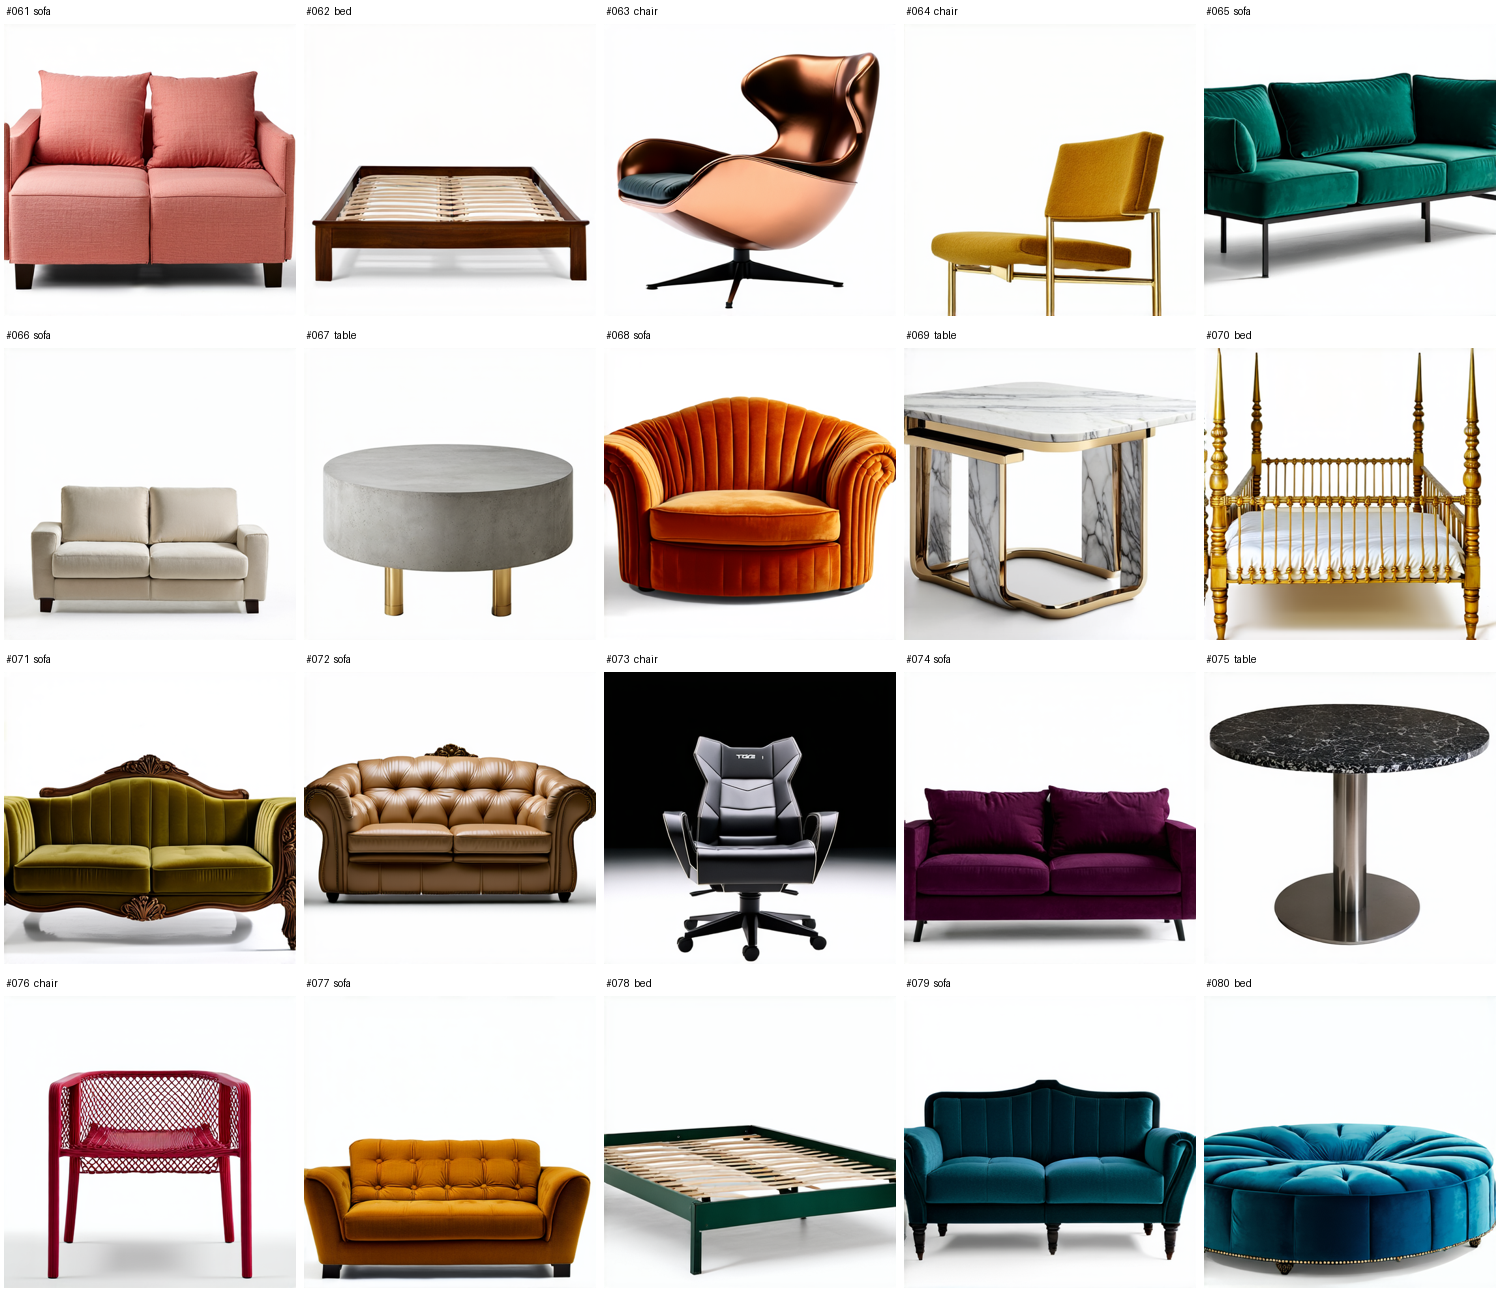 #061 sofa
#062 bed
#063 chair
#064 chair
#065 sofa
#066 sofa
#067 table
#068 sofa
#069 table
#070 bed
#071 sofa
#072 sofa
#073 chair
#074 sofa
#075 table
#076 chair
#077 sofa
#078 bed
#079 sofa
#080 bed